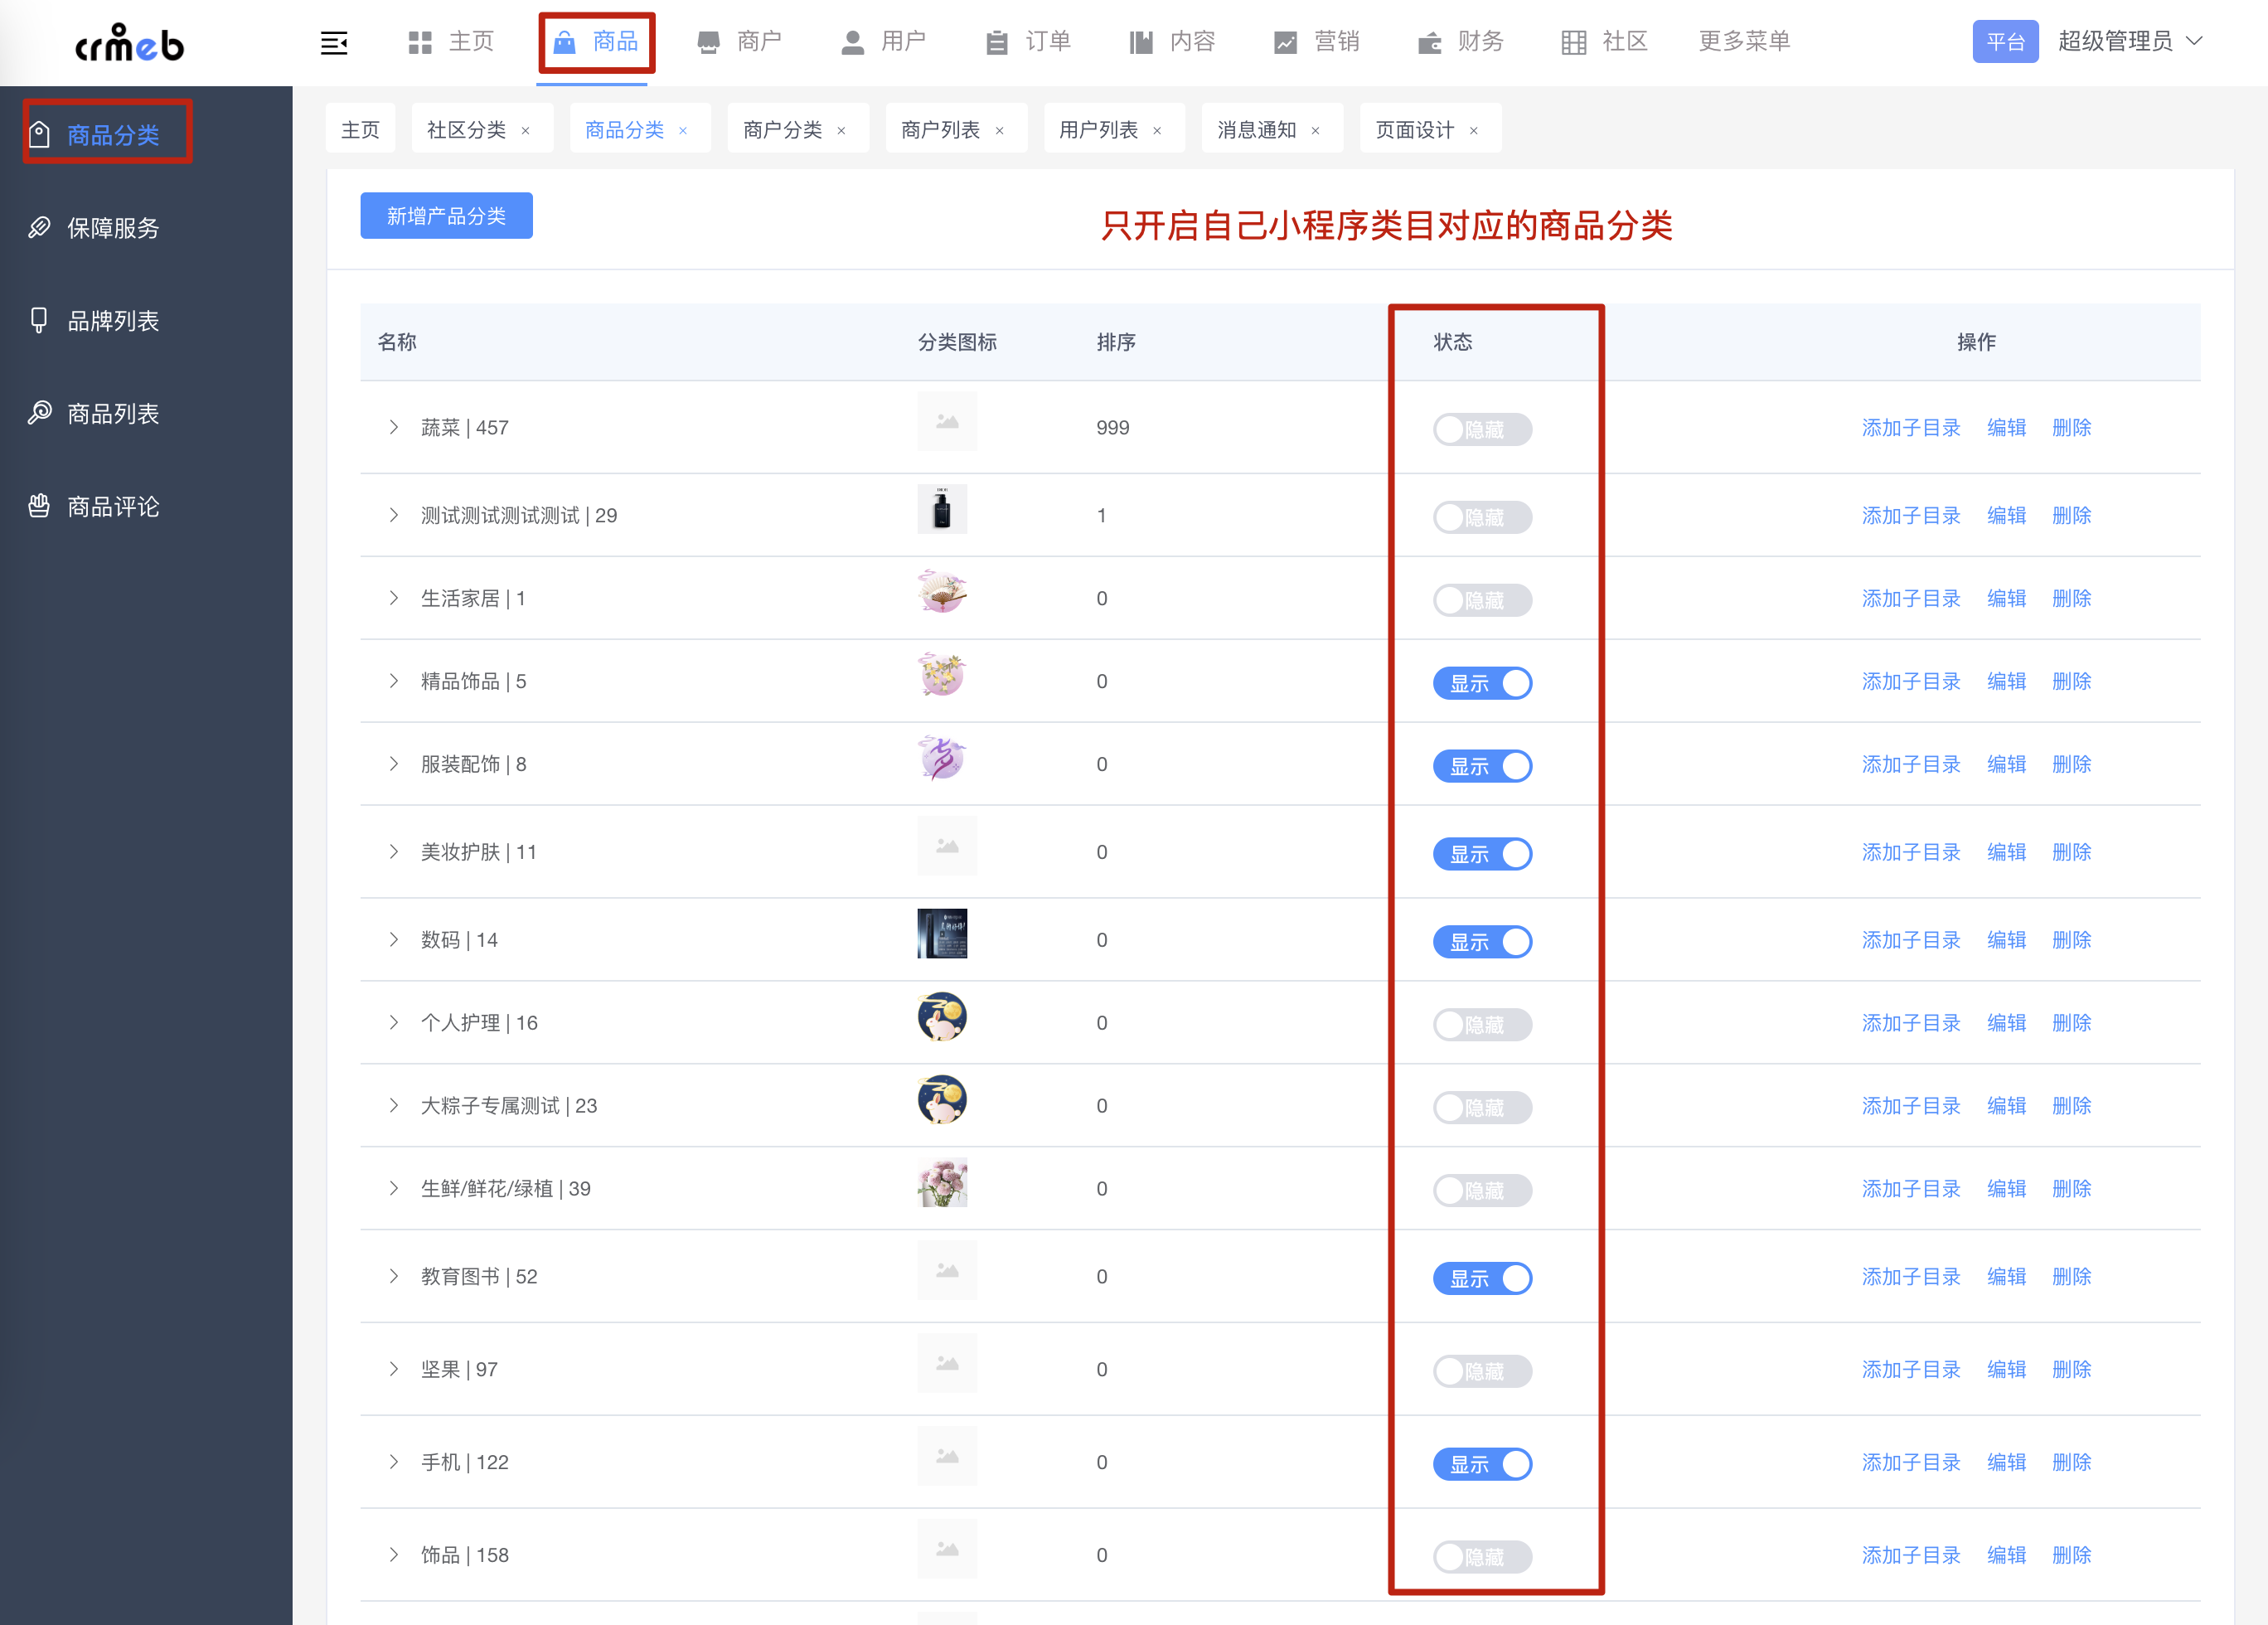 crmeb
主页 商品 商户 用户 订单 内容 营销 财务 社区 更多菜单 平台 超级管理员
商品分类
保障服务
品牌列表
商品列表
商品评论
主页 社区分类 × 商品分类 × 商户分类 × 商户列表 × 用户列表 × 消息通知 × 页面设计 ×
新增产品分类
只开启自己小程序类目对应的商品分类
名称 分类图标 排序 状态 操作
蔬菜 | 457 999 隐藏 添加子目录 编辑 删除
测试测试测试测试 | 29 1 隐藏 添加子目录 编辑 删除
生活家居 | 1 0 隐藏 添加子目录 编辑 删除
精品饰品 | 5 0 显示 添加子目录 编辑 删除
服装配饰 | 8 0 显示 添加子目录 编辑 删除
美妆护肤 | 11 0 显示 添加子目录 编辑 删除
数码 | 14 0 显示 添加子目录 编辑 删除
个人护理 | 16 0 隐藏 添加子目录 编辑 删除
大粽子专属测试 | 23 0 隐藏 添加子目录 编辑 删除
生鲜/鲜花/绿植 | 39 0 隐藏 添加子目录 编辑 删除
教育图书 | 52 0 显示 添加子目录 编辑 删除
坚果 | 97 0 隐藏 添加子目录 编辑 删除
手机 | 122 0 显示 添加子目录 编辑 删除
饰品 | 158 0 隐藏 添加子目录 编辑 删除